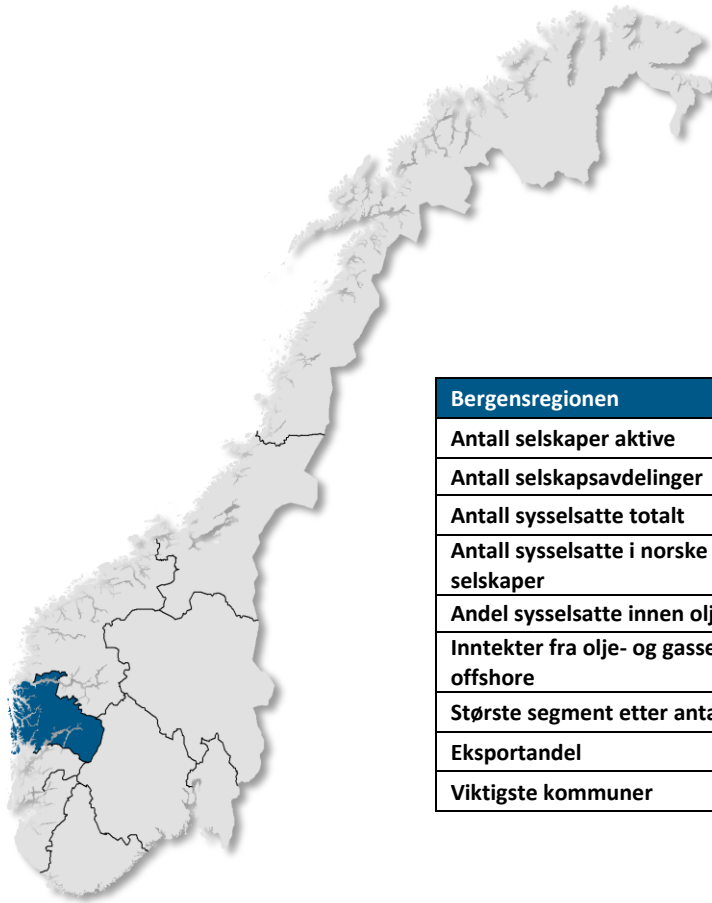 Bergensregionen
Antall selskaper aktive
Antall selskapsavdelinger
Antall sysselsatte totalt
Antall sysselsatte i norske
selskaper
Andel sysselsatte innen olj
Inntekter fra olje- og gasse
offshore
Største segment etter anta
Eksportandel
Viktigste kommuner